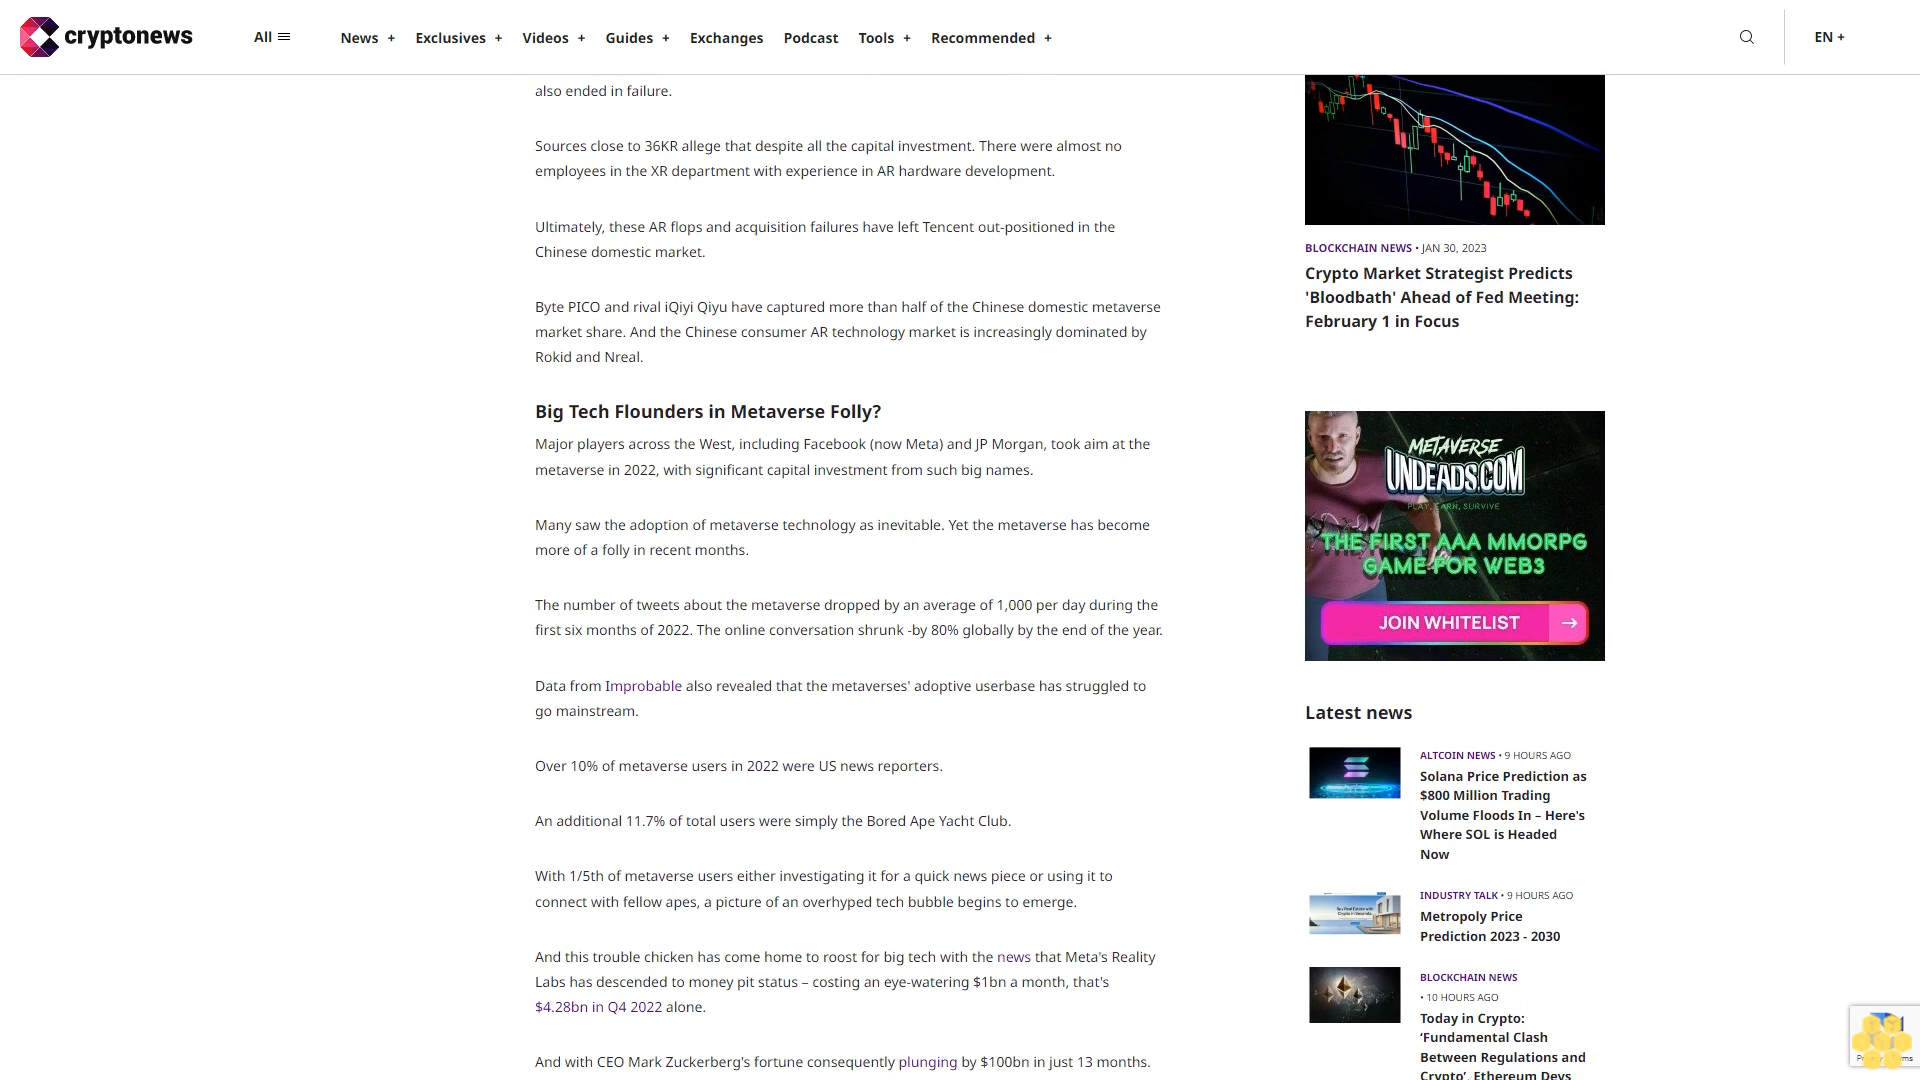 cryptonews
All
News +
Exclusives +
Videos +
Guides +
Exchanges
Podcast
Tools +
Recommended +
EN +
also ended in failure.
Sources close to 36KR allege that despite all the capital investment. There were almost no
employees in the XR department with experience in AR hardware development.
Ultimately, these AR flops and acquisition failures have left Tencent out-positioned in the
Chinese domestic market.
Byte PICO and rival iQiyi Qiyu have captured more than half of the Chinese domestic metaverse
market share. And the Chinese consumer AR technology market is increasingly dominated by
Rokid and Nreal.
Big Tech Flounders in Metaverse Folly?
Major players across the West, including Facebook (now Meta) and JP Morgan, took aim at the
metaverse in 2022, with significant capital investment from such big names.
Many saw the adoption of metaverse technology as inevitable. Yet the metaverse has become
more of a folly in recent months.
The number of tweets about the metaverse dropped by an average of 1,000 per day during the
first six months of 2022. The online conversation shrunk -by 80% globally by the end of the year.
Data from Improbable also revealed that the metaverses' adoptive userbase has struggled to
go mainstream.
Over 10% of metaverse users in 2022 were US news reporters.
An additional 11.7% of total users were simply the Bored Ape Yacht Club.
With 1/5th of metaverse users either investigating it for a quick news piece or using it to
connect with fellow apes, a picture of an overhyped tech bubble begins to emerge.
And this trouble chicken has come home to roost for big tech with the news that Meta's Reality
Labs has descended to money pit status – costing an eye-watering $1bn a month, that's
$4.28bn in Q4 2022 alone.
And with CEO Mark Zuckerberg's fortune consequently plunging by $100bn in just 13 months.
BLOCKCHAIN NEWS • JAN 30, 2023
Crypto Market Strategist Predicts
'Bloodbath' Ahead of Fed Meeting:
February 1 in Focus
METAVERSE
UNDEADS.COM
PLAY, EARN, SURVIVE
THE FIRST AAA MMORPG
GAME FOR WEB3
JOIN WHITELIST
Latest news
ALTCOIN NEWS • 9 HOURS AGO
Solana Price Prediction as
$800 Million Trading
Volume Floods In – Here's
Where SOL is Headed
Now
INDUSTRY TALK • 9 HOURS AGO
Metropoly Price
Prediction 2023 - 2030
BLOCKCHAIN NEWS
• 10 HOURS AGO
Today in Crypto:
‘Fundamental Clash
Between Regulations and
Crypto’, Ethereum Devs